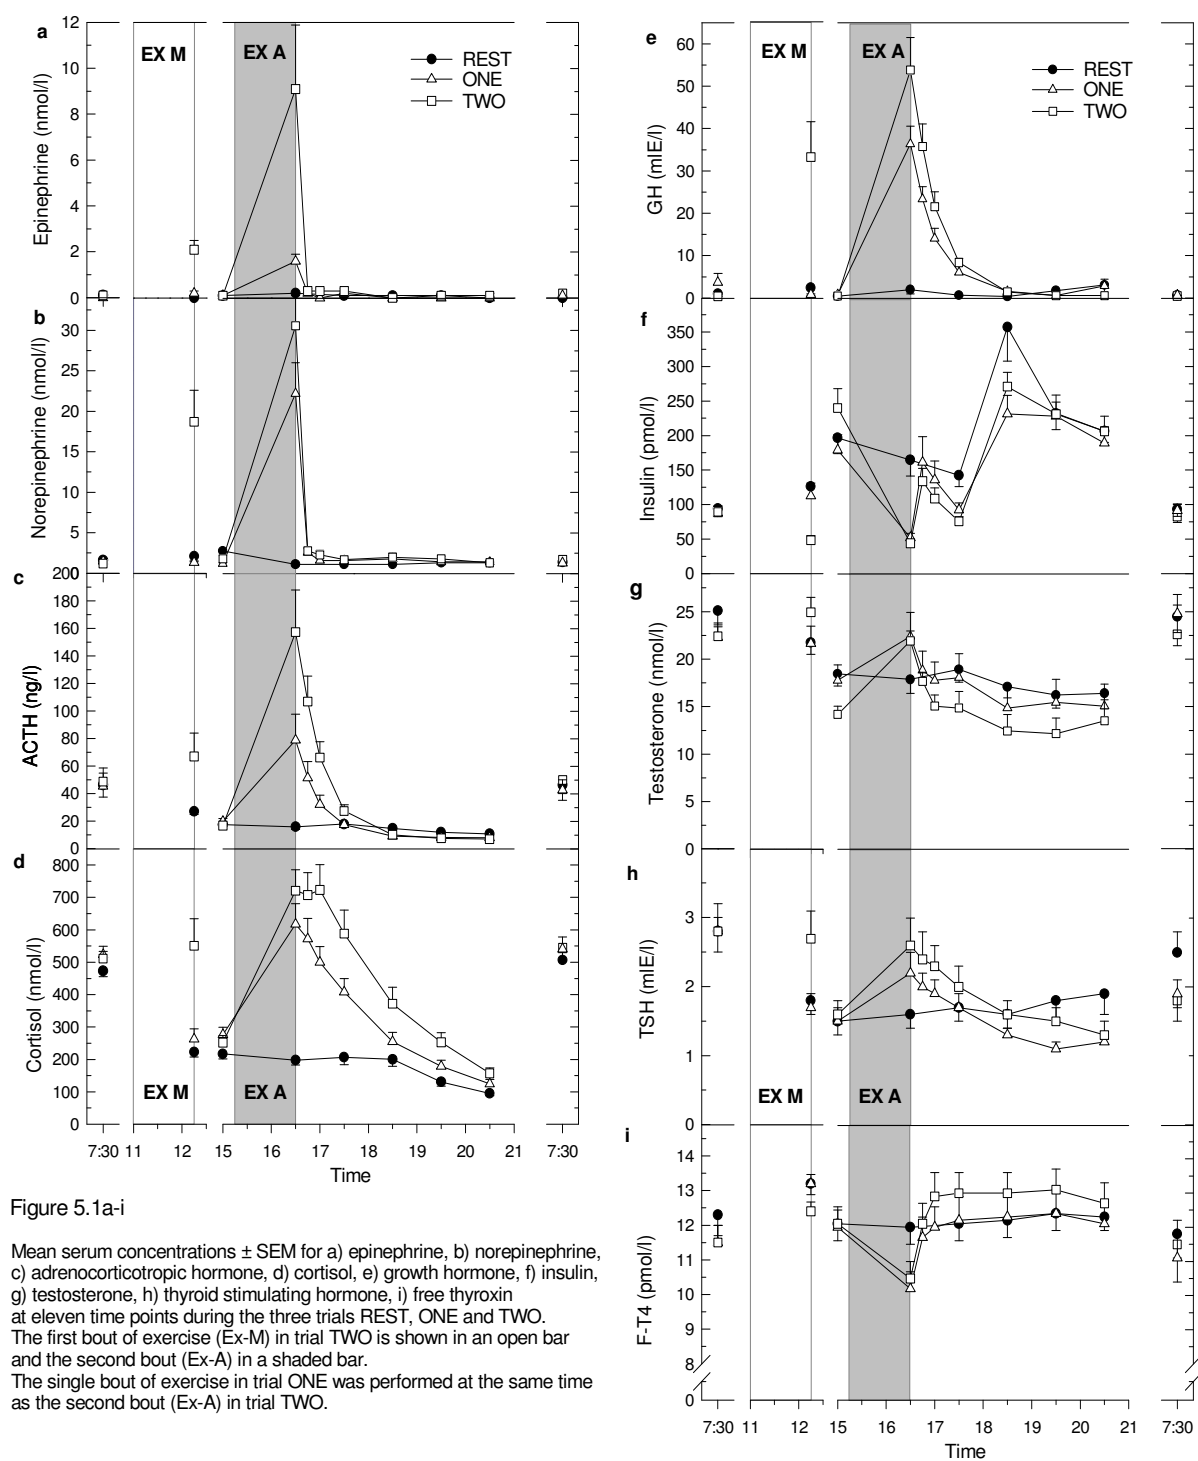 a
Epinephrine (nmol/l)
12
10
8
6
4
2
0
EX M
EX A
REST
ONE
TWO
b
Norepinephrine (nmol/l)
30
25
20
15
10
5
0
c
ACTH (ng/l)
200
180
160
140
120
100
80
60
40
20
0
d
Cortisol (nmol/l)
800
700
600
500
400
300
200
100
0
EX M
EX A
7:30 11 12 15 16 17 18 19 20 21 7:30
Time
e
GH (mIE/l)
60
50
40
30
20
10
0
EX M
EX A
REST
ONE
TWO
f
Insulin (pmol/l)
350
300
250
200
150
100
50
0
g
Testosterone (nmol/l)
25
20
15
10
5
0
h
TSH (mIE/l)
3
2
1
0
EX M
EX A
i
F-T4 (pmol/l)
14
13
12
11
10
9
8
0
7:30 11 12 15 16 17 18 19 20 21 7:30
Time
Figure 5.1a-i
Mean serum concentrations ± SEM for a) epinephrine, b) norepinephrine,
c) adrenocorticotropic hormone, d) cortisol, e) growth hormone, f) insulin,
g) testosterone, h) thyroid stimulating hormone, i) free thyroxin
at eleven time points during the three trials REST, ONE and TWO.
The first bout of exercise (Ex-M) in trial TWO is shown in an open bar
and the second bout (Ex-A) in a shaded bar.
The single bout of exercise in trial ONE was performed at the same time
as the second bout (Ex-A) in trial TWO.